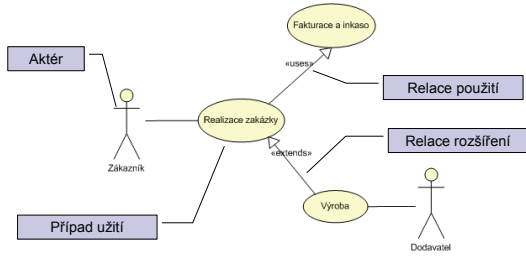 Fakturace a inkaso
Aktér
«uses»
Relace použití
Realizace zakázky
Relace rozšíření
«extends»
Zákazník
Případ užití
Výroba
Dodavatel